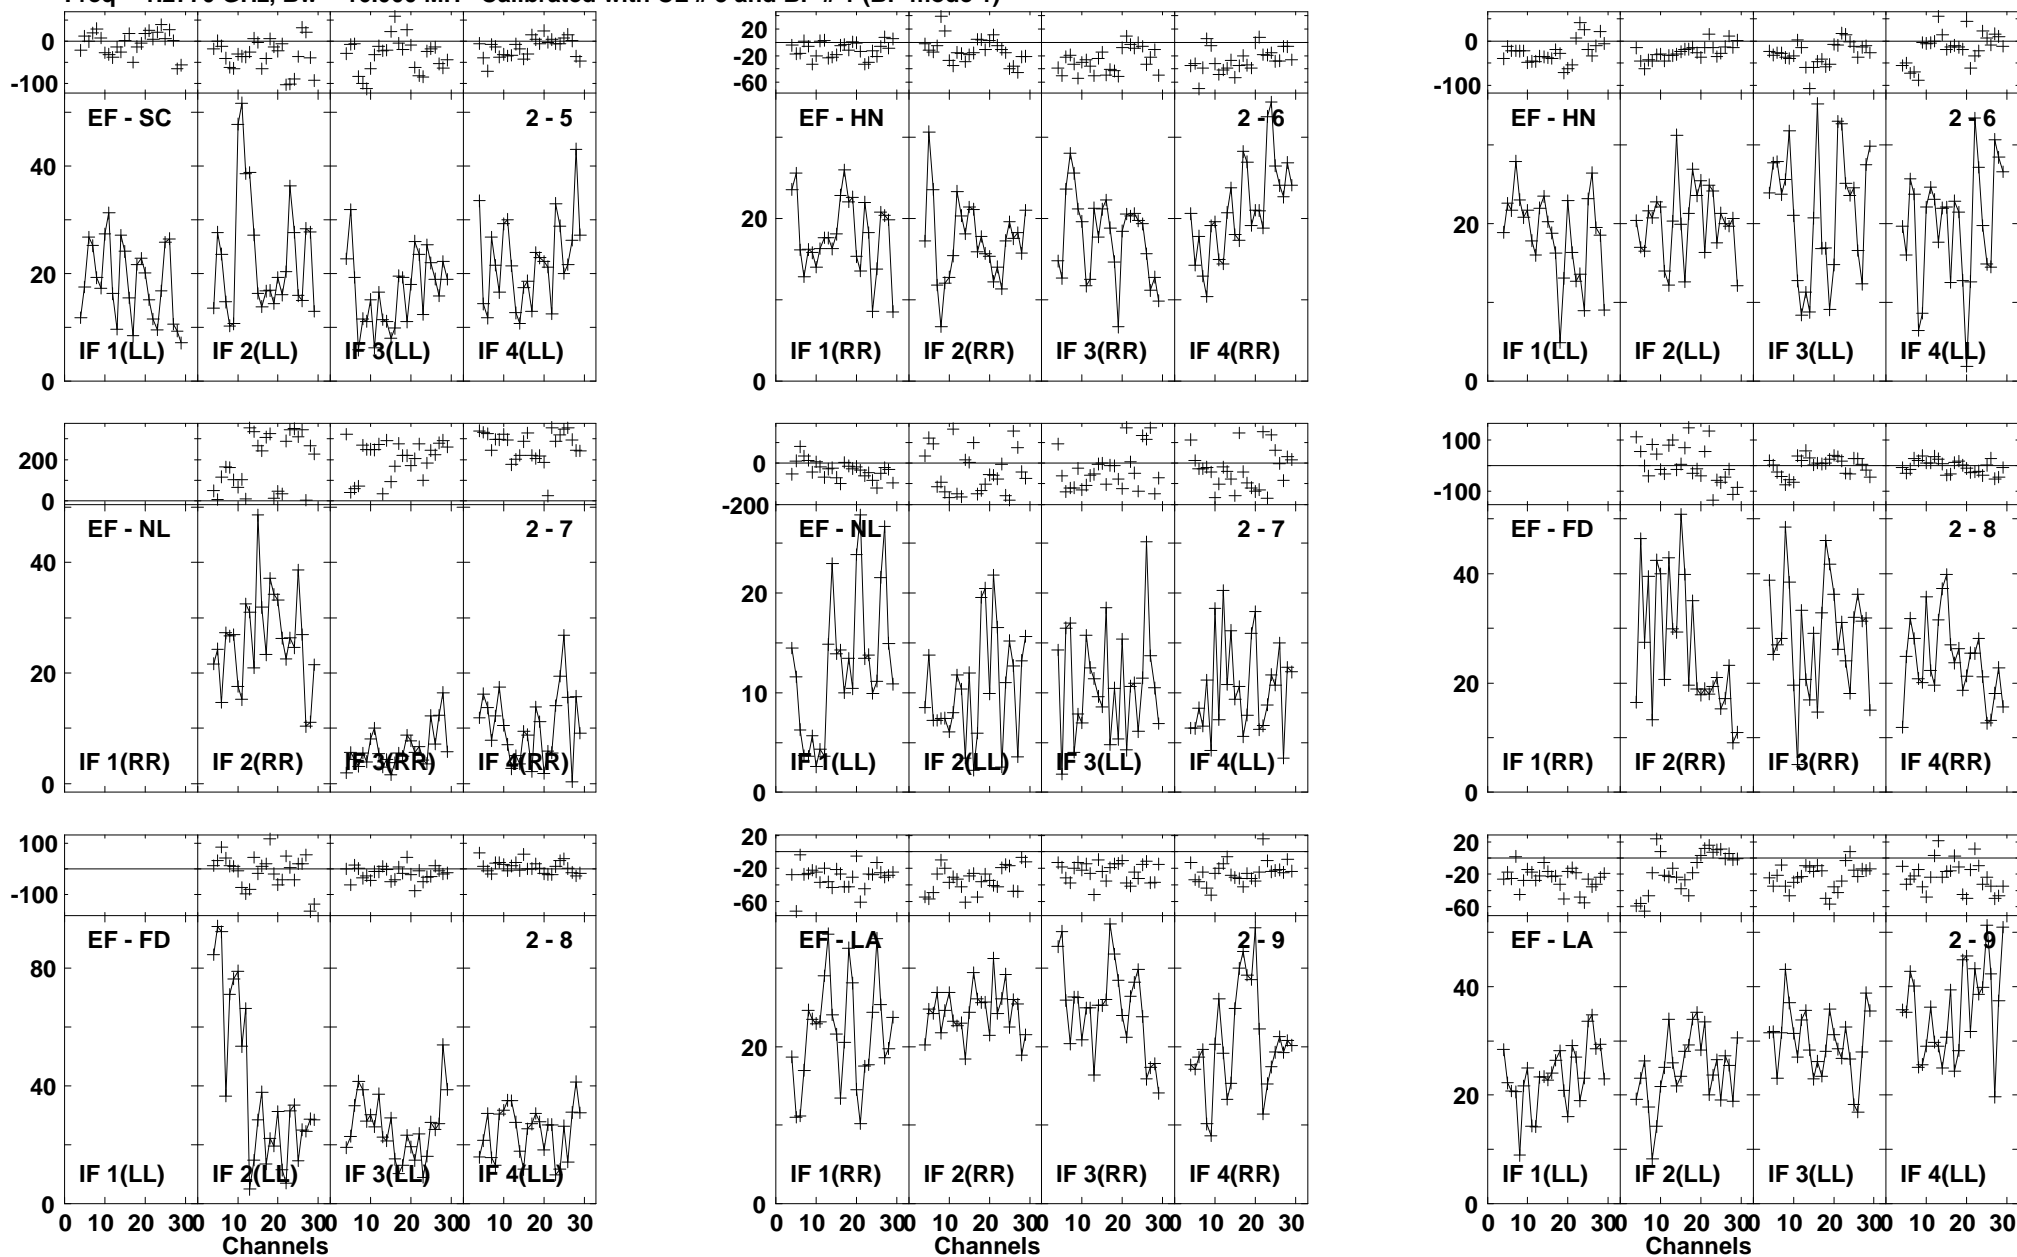 0
-100
EF - SC
2 - 5
40
20
0
IF 1(LL)
IF 2(LL)
IF 3(LL)
IF 4(LL)
20
-20
-60
EF - HN
2 - 6
20
0
IF 1(RR)
IF 2(RR)
IF 3(RR)
IF 4(RR)
0
-100
EF - HN
2 - 6
20
0
IF 1(LL)
IF 2(LL)
IF 3(LL)
IF 4(LL)
200
0
EF - NL
2 - 7
40
20
0
IF 1(RR)
IF 2(RR)
IF 3(RR)
IF 4(RR)
0
-200
EF - NL
2 - 7
20
10
0
IF 1(LL)
IF 2(LL)
IF 3(LL)
IF 4(LL)
100
-100
EF - FD
2 - 8
40
20
0
IF 1(RR)
IF 2(RR)
IF 3(RR)
IF 4(RR)
100
-100
EF - FD
2 - 8
80
40
0
IF 1(LL)
IF 2(LL)
IF 3(LL)
IF 4(LL)
0 10 20 30 0 10 20 30 0 10 20 30 0 10 20 30
Channels
20
-20
-60
EF - LA
2 - 9
20
0
IF 1(RR)
IF 2(RR)
IF 3(RR)
IF 4(RR)
0 10 20 30 0 10 20 30 0 10 20 30 0 10 20 30
Channels
20
-20
-60
EF - LA
2 - 9
40
20
0
IF 1(LL)
IF 2(LL)
IF 3(LL)
IF 4(LL)
0 10 20 30 0 10 20 30 0 10 20 30 0 10 20 30
Channels